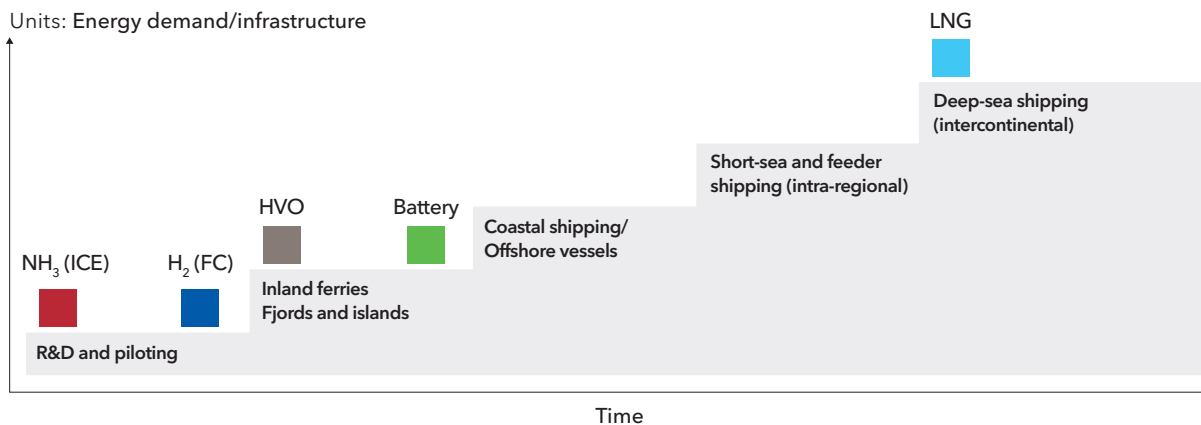 Units: Energy demand/infrastructure
LNG
Deep-sea shipping
(intercontinental)
Short-sea and feeder
shipping (intra-regional)
HVO
Battery
Coastal shipping/
Offshore vessels
NH₃ (ICE)
H₂ (FC)
Inland ferries
Fjords and islands
R&D and piloting
Time